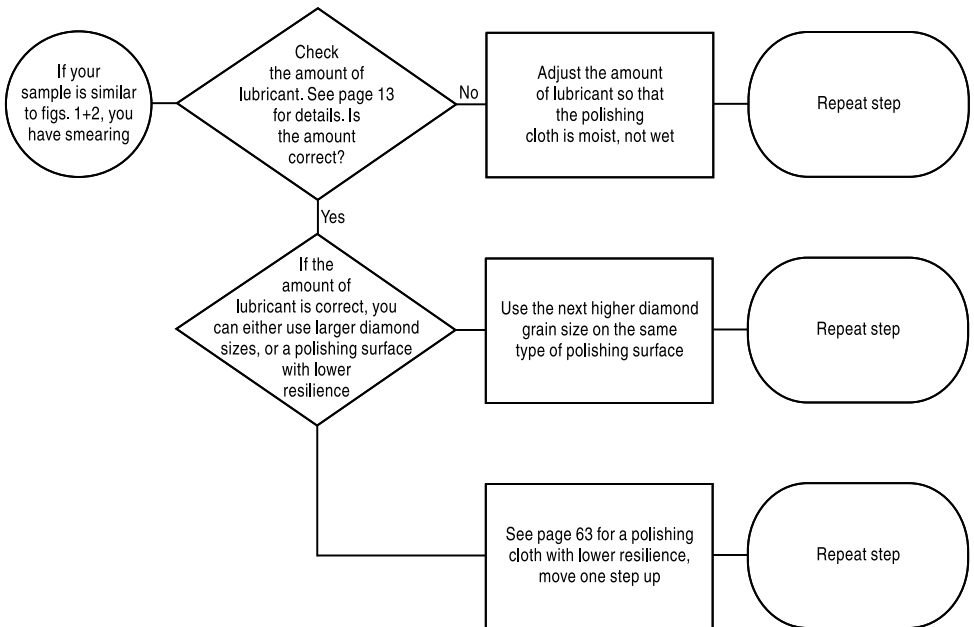 If your
sample is similar
to figs. 1+2, you
have smearing
Check
the amount of
lubricant. See page 13
for details. Is
the amount
correct?
No
Adjust the amount
of lubricant so that
the polishing
cloth is moist, not wet
Repeat step
Yes
If the
amount of
lubricant is correct, you
can either use larger diamond
sizes, or a polishing surface
with lower
resilience
Use the next higher diamond
grain size on the same
type of polishing surface
Repeat step
See page 63 for a polishing
cloth with lower resilience,
move one step up
Repeat step